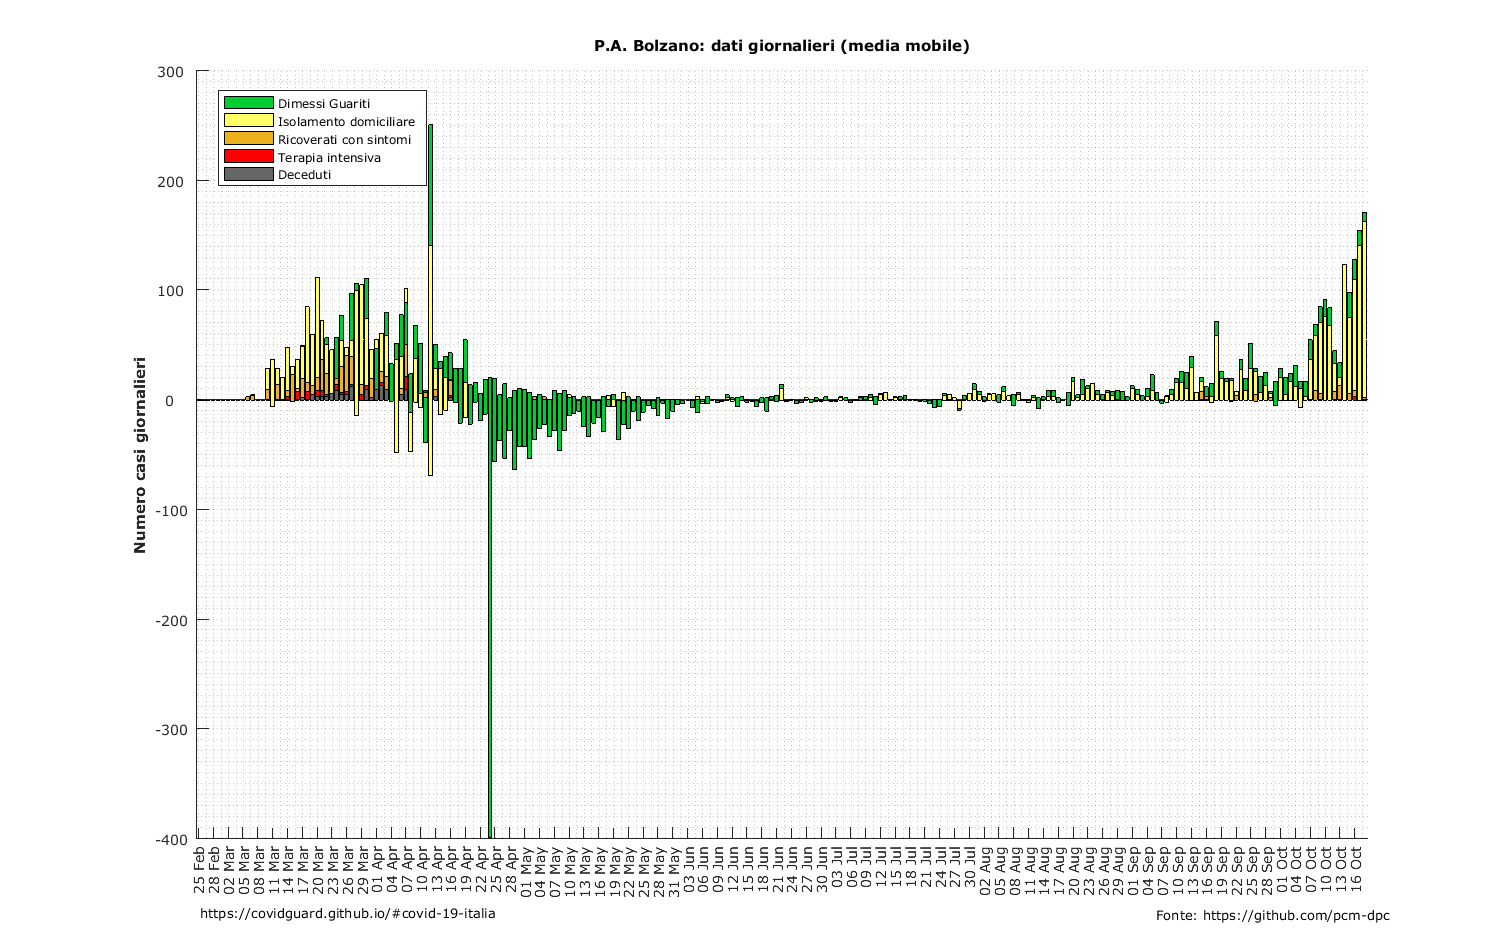 P.A. Bolzano: dati giornalieri (media mobile)
Numero casi giornalieri
300
200
100
0
-100
-200
-300
-400
Dimessi Guariti
Isolamento domiciliare
Ricoverati con sintomi
Terapia intensiva
Deceduti
25 Feb
28 Feb
02 Mar
05 Mar
08 Mar
11 Mar
14 Mar
17 Mar
20 Mar
23 Mar
26 Mar
29 Mar
01 Apr
04 Apr
07 Apr
10 Apr
13 Apr
16 Apr
19 Apr
22 Apr
25 Apr
28 Apr
01 May
04 May
07 May
10 May
13 May
16 May
19 May
22 May
25 May
28 May
31 May
03 Jun
06 Jun
09 Jun
12 Jun
15 Jun
18 Jun
21 Jun
24 Jun
27 Jun
30 Jun
03 Jul
06 Jul
09 Jul
12 Jul
15 Jul
18 Jul
21 Jul
24 Jul
27 Jul
30 Jul
02 Aug
05 Aug
08 Aug
11 Aug
14 Aug
17 Aug
20 Aug
23 Aug
26 Aug
29 Aug
01 Sep
04 Sep
07 Sep
10 Sep
13 Sep
16 Sep
19 Sep
22 Sep
25 Sep
28 Sep
01 Oct
04 Oct
07 Oct
10 Oct
13 Oct
16 Oct
https://covidguard.github.io/#covid-19-italia
Fonte: https://github.com/pcm-dpc